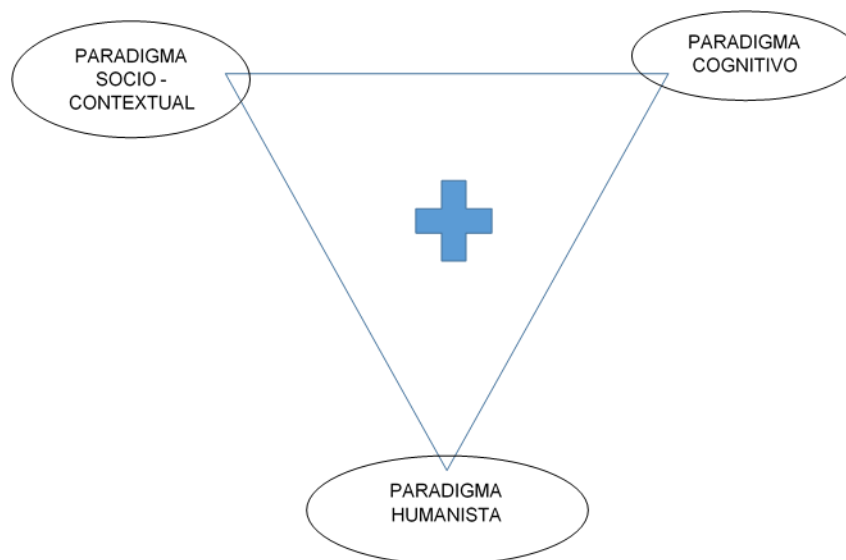 PARADIGMA
SOCIO -
CONTEXTUAL
PARADIGMA
COGNITIVO
PARADIGMA
HUMANISTA